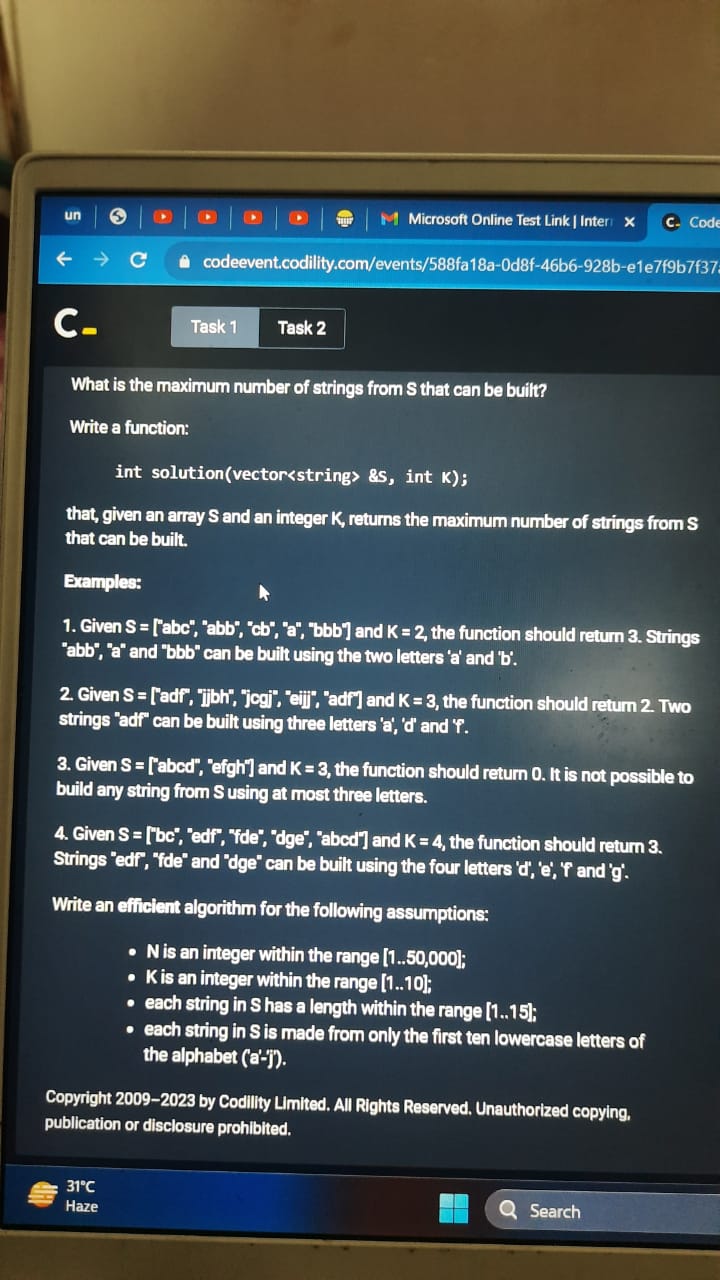 un
Microsoft Online Test Link | Inter
Code
codeevent.codility.com/events/588fa18a-0d8f-46b6-928b-e1e7f9b7f37
C_
Task 1
Task 2
What is the maximum number of strings from S that can be built?
Write a function:
int solution(vector<string> &S, int K);
that, given an array S and an integer K, returns the maximum number of strings from S
that can be built.
Examples:
1. Given S = ["abc", "abb", "cb", "a", "bbb"] and K = 2, the function should return 3. Strings
"abb", "a" and "bbb" can be built using the two letters 'a' and 'b'.
2. Given S = ["adf", "jjbh", "jcgj", "eijj", "adf"] and K = 3, the function should return 2. Two
strings "adf" can be built using three letters 'a', 'd' and 'f'.
3. Given S = ["abcd", "efgh"] and K = 3, the function should return 0. It is not possible to
build any string from S using at most three letters.
4. Given S = ["bc", "edf", "fde", "dge", "abcd"] and K = 4, the function should return 3.
Strings "edf", "fde" and "dge" can be built using the four letters 'd', 'e', 'f' and 'g'.
Write an efficient algorithm for the following assumptions:
• N is an integer within the range [1..50,000];
• K is an integer within the range [1..10];
• each string in S has a length within the range [1..15];
• each string in S is made from only the first ten lowercase letters of
the alphabet ('a'-'j').
Copyright 2009–2023 by Codility Limited. All Rights Reserved. Unauthorized copying,
publication or disclosure prohibited.
31°C
Haze
Search